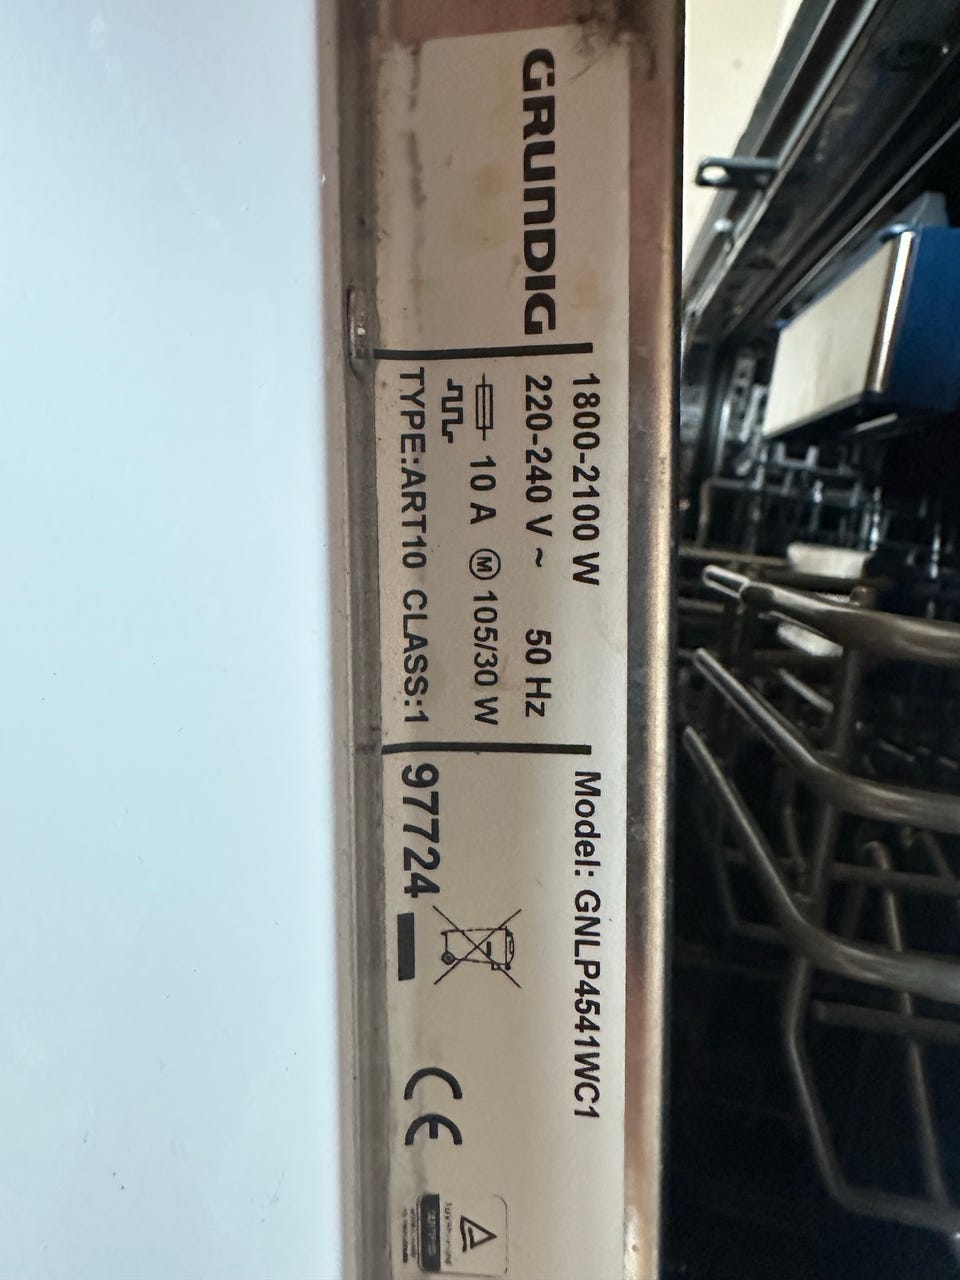 GRUNDIG
1800-2100 W
220-240 V ~ 50 Hz
10 A M 105/30 W
TYPE:ART10 CLASS:1
Model: GNLP4541WC1
97724
CE